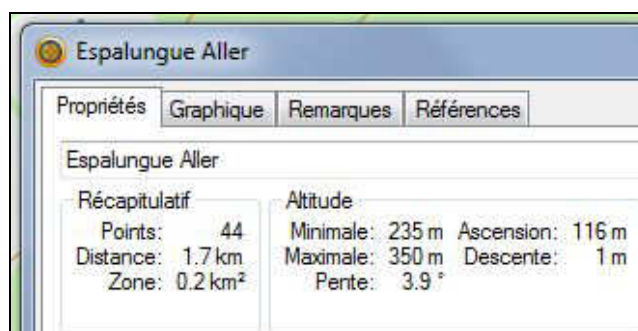 Espalungue Aller
Propriétés Graphique Remarques Références
Espalungue Aller
Récapitulatif Altitude
Points: 44 Minimale: 235 m Ascension: 116 m
Distance: 1.7 km Maximale: 350 m Descente: 1 m
Zone: 0.2 km² Pente: 3.9 °